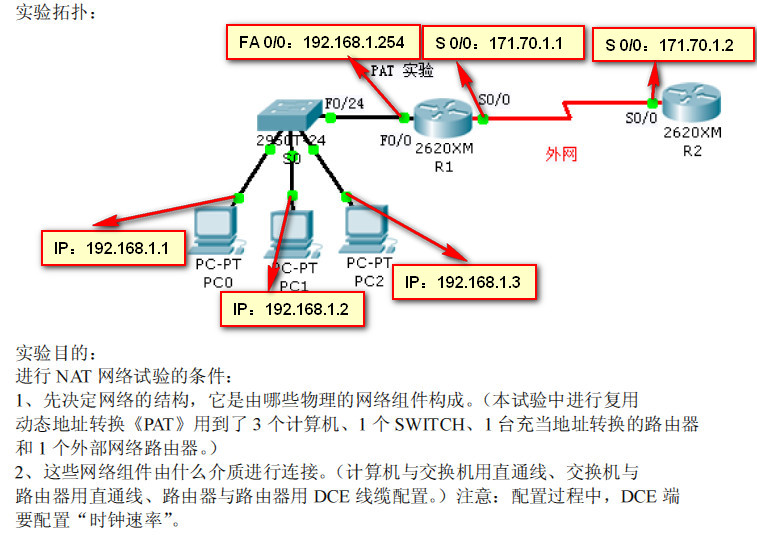 实验拓扑：
FA 0/0：192.168.1.254
S 0/0：171.70.1.1
S 0/0：171.70.1.2
PAT 实验
F0/24
S0/0
2950T-24
S0
F0/0
2620XM
R1
S0/0
2620XM
R2
外网
IP：192.168.1.1
PC-PT
PC0
PC-PT
PC1
PC-PT
PC2
IP：192.168.1.3
IP：192.168.1.2
实验目的：
进行 NAT 网络试验的条件：
1、先决定网络的结构，它是由哪些物理的网络组件构成。（本试验中进行复用
动态地址转换《PAT》用到了 3 个计算机、1 个 SWITCH、1 台充当地址转换的路由器
和 1 个外部网络路由器。）
2、这些网络组件由什么介质进行连接。（计算机与交换机用直通线、交换机与
路由器用直通线、路由器与路由器用 DCE 线缆配置。）注意：配置过程中，DCE 端
要配置“时钟速率”。